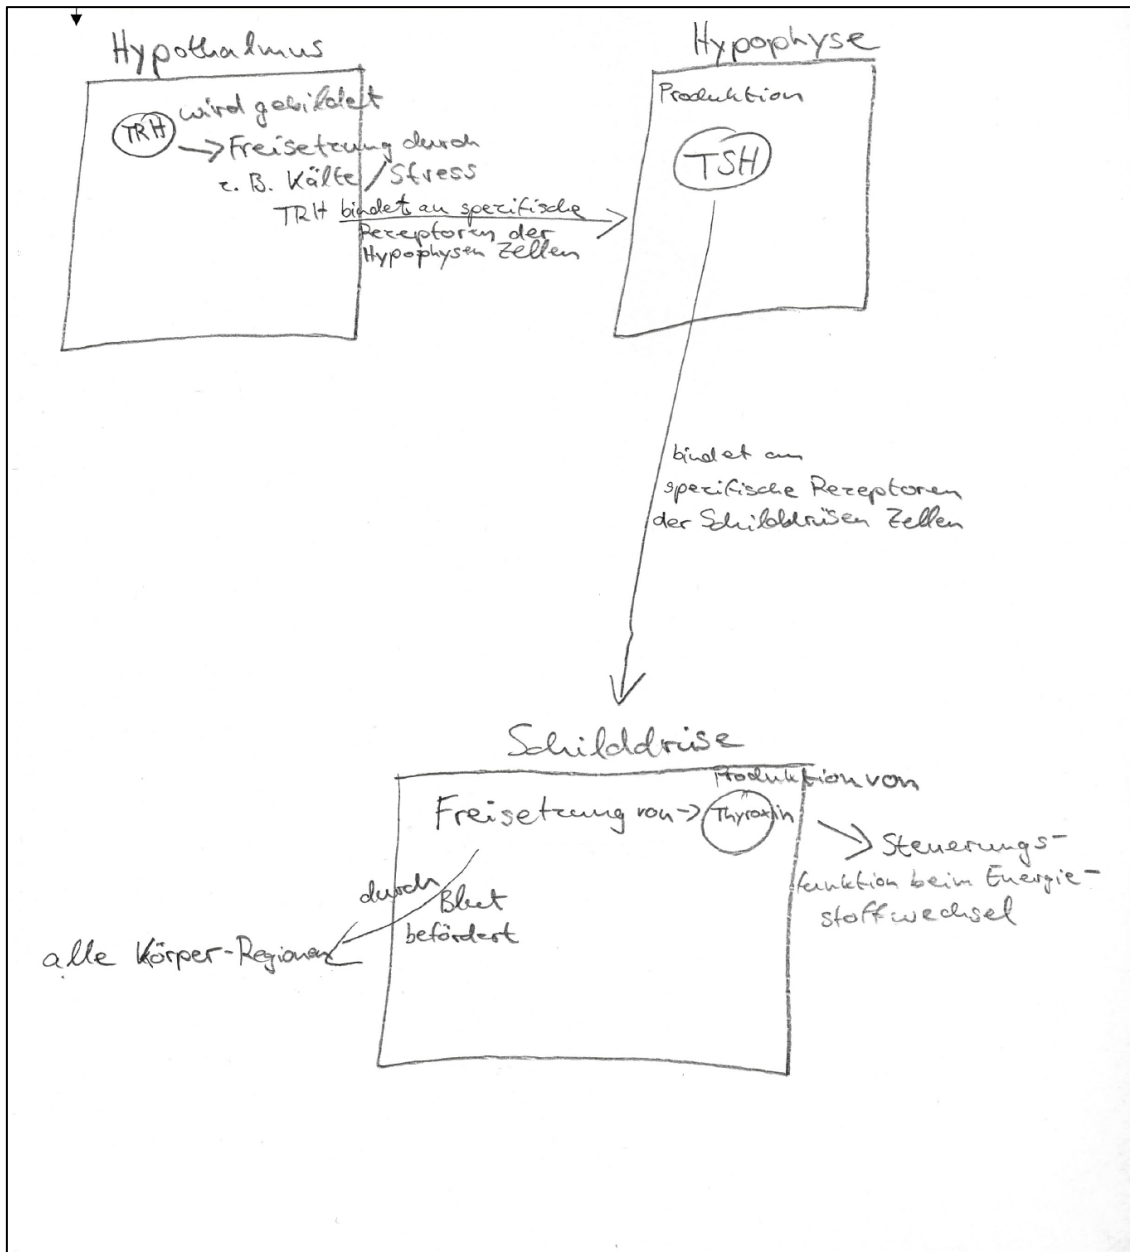 Hypothalmus
TRH wird gebildet
Freisetzung durch
z. B. Kälte / Stress
TRH bindet an spezifische
Rezeptoren der
Hypophysen Zellen
Hypophyse
Produktion
TSH
bindet an
spezifische Rezeptoren
der Schilddrüsen Zellen
Schilddrüse
Produktion von
Freisetzung von Thyroxin
Steuerungs-
funktion beim Energie-
stoffwechsel
durch Blut
befördert
alle Körper-Regionen